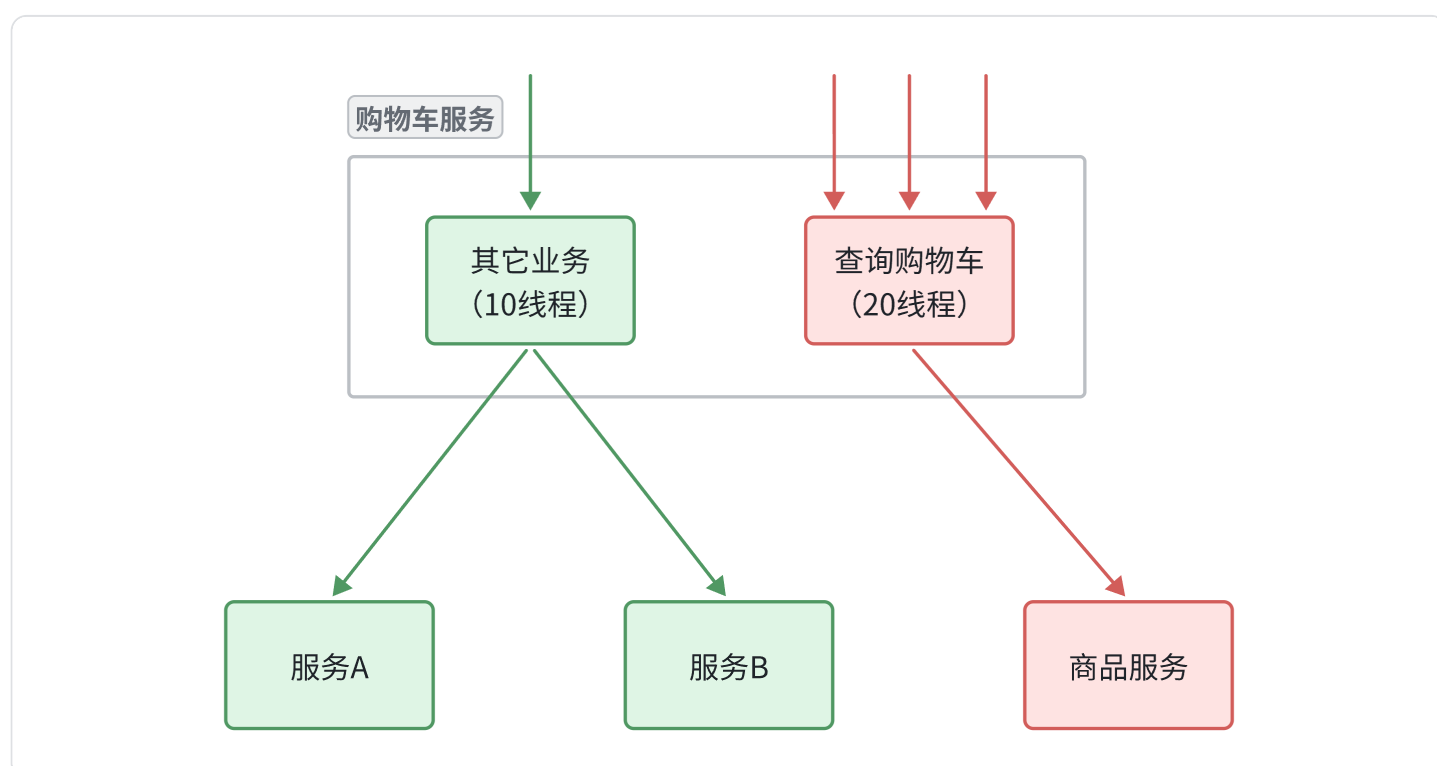 购物车服务
其它业务
（10线程）
查询购物车
（20线程）
服务A
服务B
商品服务